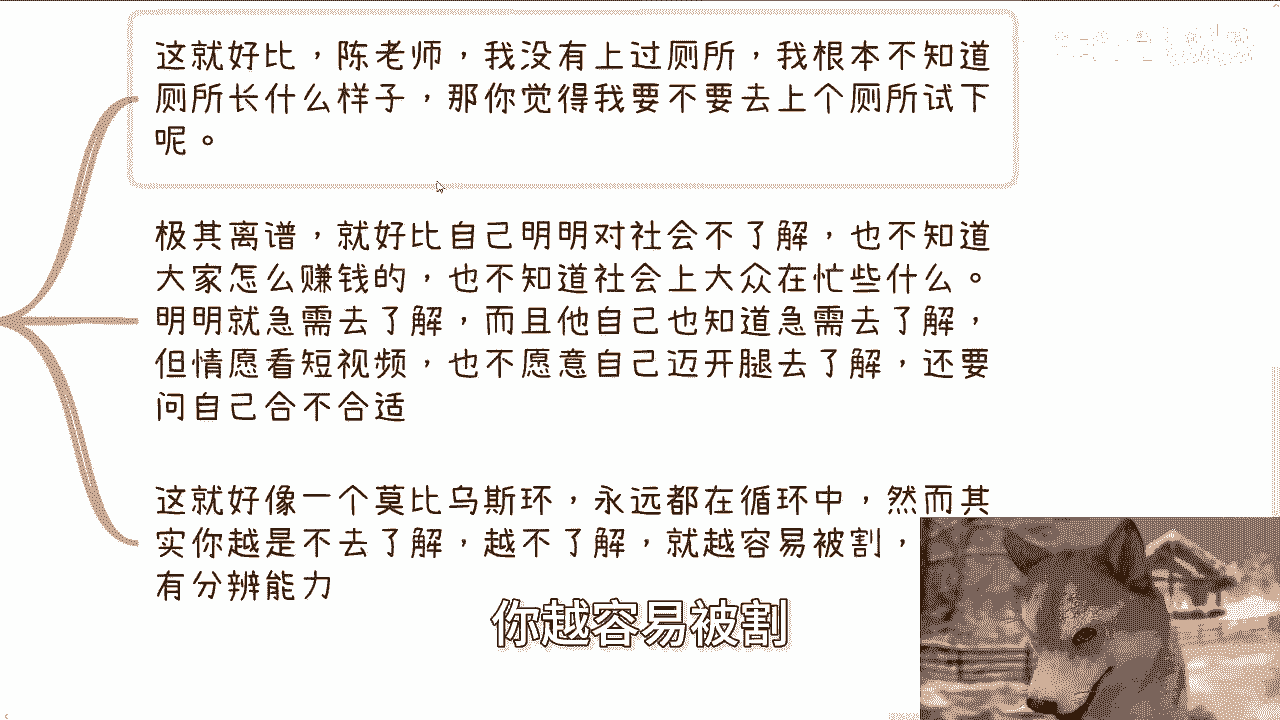 这就好比，陈老师，我没有上过厕所，我根本不知道
厕所长什么样子，那你觉得我要不要去上个厕所试下
呢。
极其离谱，就好比自己明明对社会不了解，也不知道
大家怎么赚钱的，也不知道社会上大众在忙些什么。
明明就急需去了解，而且他自己也知道急需去了解，
但情愿看短视频，也不愿意自己迈开腿去了解，还要
问自己合不合适
这就好像一个莫比乌斯环，永远都在循环中，然而其
实你越是不去了解，越不了解，就越容易被割，
有分辨能力
你越容易被割